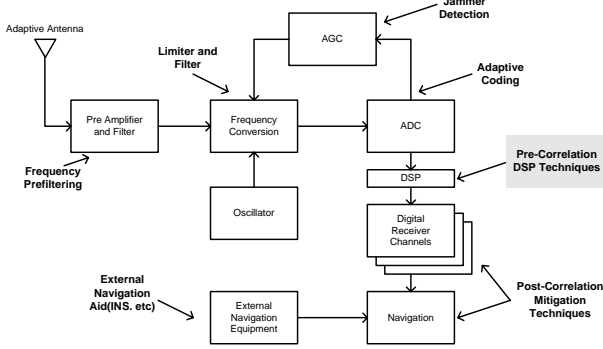 Jammer
Detection
Adaptive Antenna
AGC
Limiter and
Filter
Adaptive
Coding
Pre Amplifier
and Filter
Frequency
Conversion
ADC
Pre-Correlation
DSP Techniques
Frequency
Prefiltering
DSP
Oscillator
Digital
Receiver
Channels
External
Navigation
Aid(INS. etc)
Post-Correlation
Mitigation
Techniques
External
Navigation
Equipment
Navigation